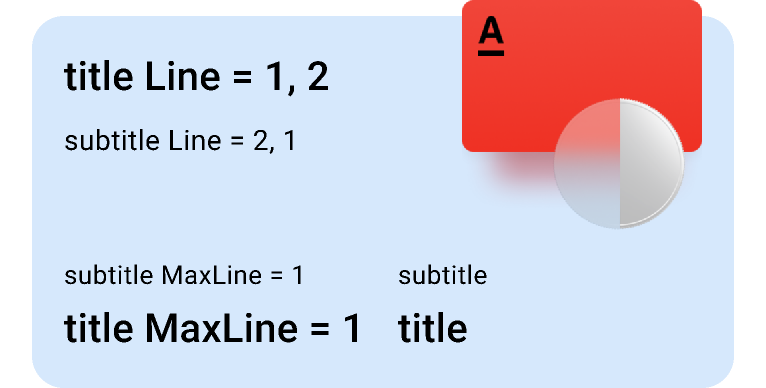 A
title Line = 1, 2
subtitle Line = 2, 1
subtitle MaxLine = 1 subtitle
title MaxLine = 1 title